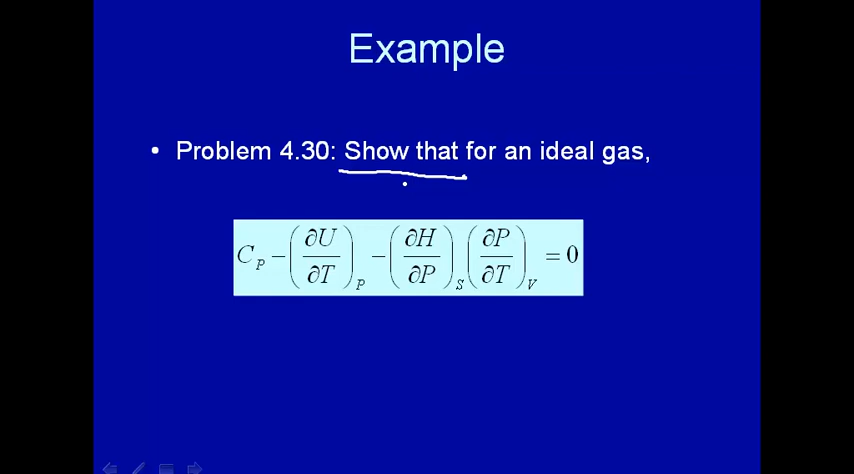 Example
• Problem 4.30: Show that for an ideal gas,
C_P − (∂U/∂T)_P − (∂H/∂P)_S (∂P/∂T)_V = 0